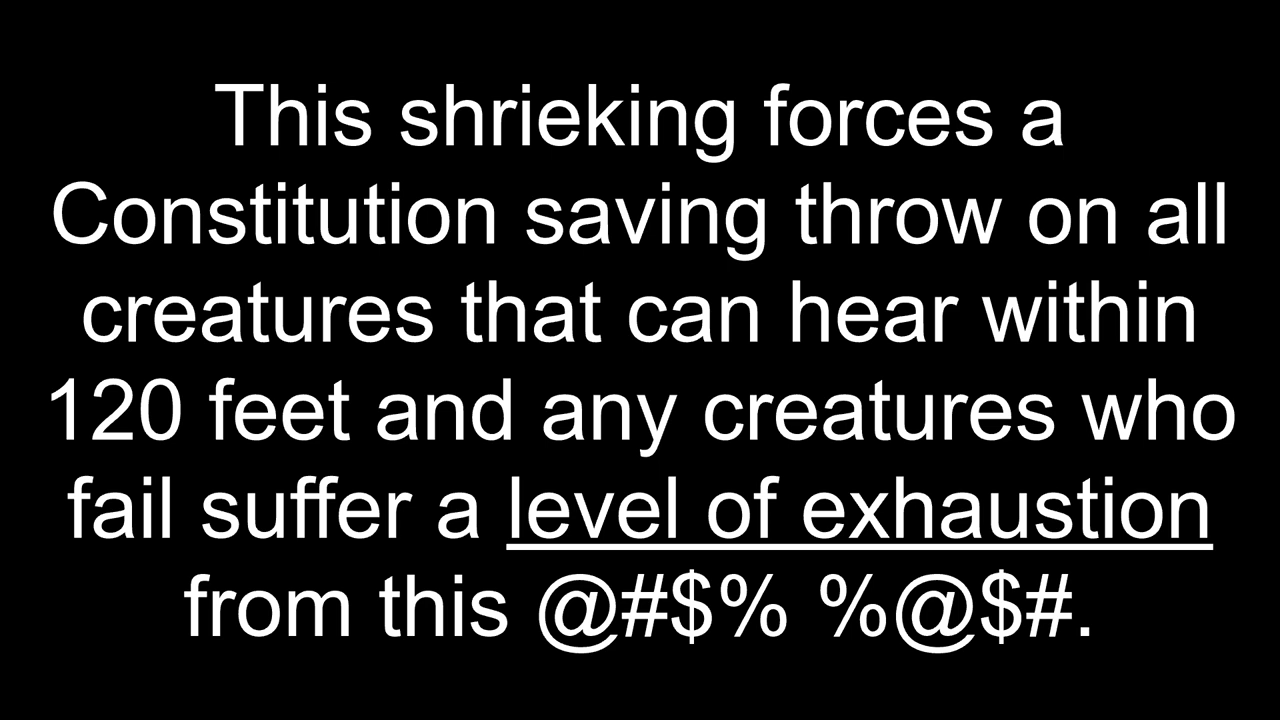 This shrieking forces a
Constitution saving throw on all
creatures that can hear within
120 feet and any creatures who
fail suffer a level of exhaustion
from this @#$% %@$#.